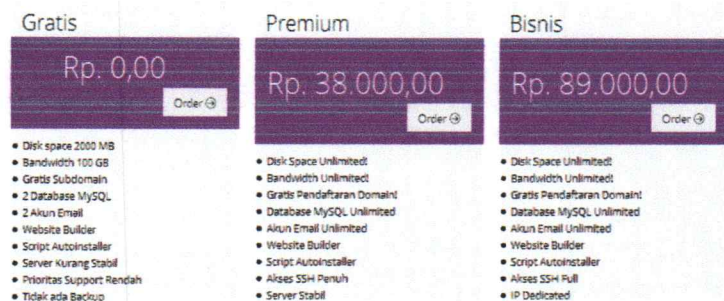 Gratis
Rp. 0,00
Order
• Disk space 2000 MB
• Bandwidth 100 GB
• Gratis Subdomain
• 2 Database MySQL
• 2 Akun Email
• Website Builder
• Script Autoinstaller
• Server Kurang Stabil
• Prioritas Support Rendah
• Tidak ada Backup
Premium
Rp. 38.000,00
Order
• Disk Space Unlimited!
• Bandwidth Unlimited!
• Gratis Pendaftaran Domain!
• Database MySQL Unlimited
• Akun Email Unlimited
• Website Builder
• Script Autoinstaller
• Akses SSH Penuh
• Server Stabil
Bisnis
Rp. 89.000,00
Order
• Disk Space Unlimited!
• Bandwidth Unlimited!
• Gratis Pendaftaran Domain!
• Database MySQL Unlimited
• Akun Email Unlimited
• Website Builder
• Script Autoinstaller
• Akses SSH Full
• IP Dedicated